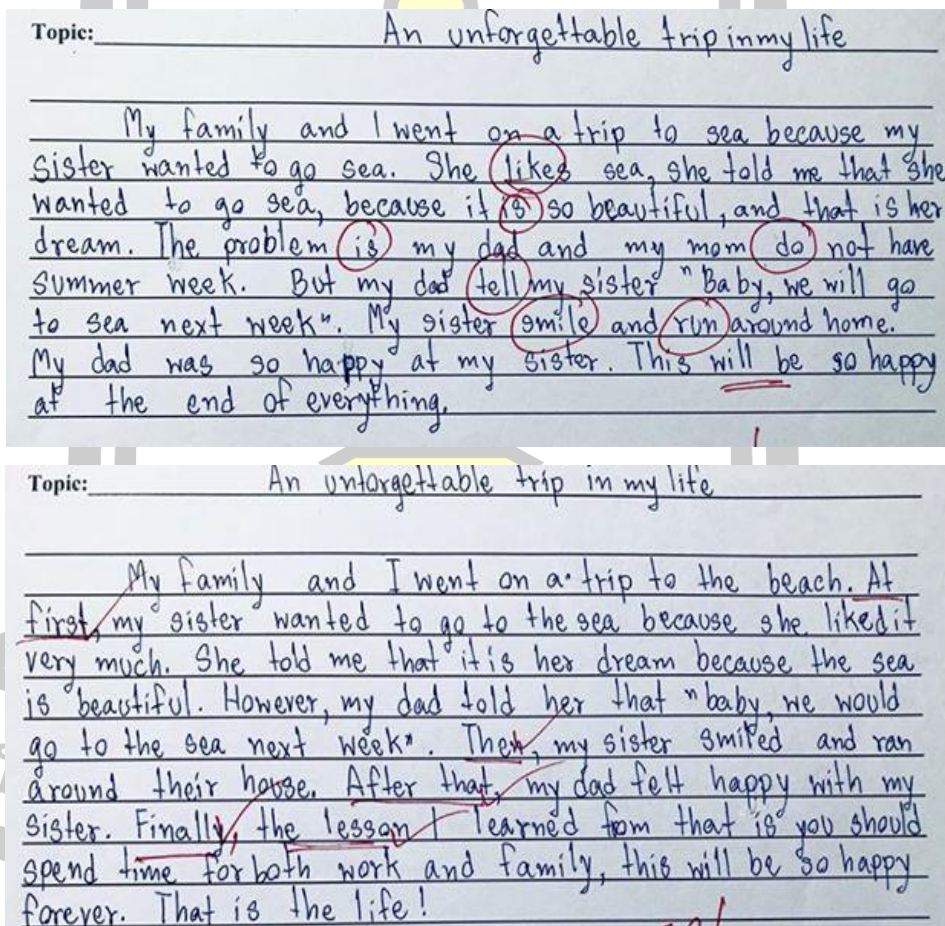 Topic: An unforgettable trip in my life
My family and I went on a trip to sea because my
sister wanted to go sea. She likes sea, she told me that she
wanted to go sea, because it is so beautiful, and that is her
dream. The problem is my dad and my mom do not have
summer week. But my dad tell my sister "Baby, we will go
to sea next week". My sister smile and run around home.
My dad was so happy at my sister. This will be so happy
at the end of everything.
Topic: An unforgettable trip in my life
My family and I went on a trip to the beach. At
first, my sister wanted to go to the sea because she liked it
very much. She told me that it is her dream because the sea
is beautiful. However, my dad told her that "baby, we would
go to the sea next week". Then, my sister smiled and ran
around their house. After that, my dad felt happy with my
sister. Finally, the lesson I learned from that is you should
spend time for both work and family, this will be so happy
forever. That is the life!